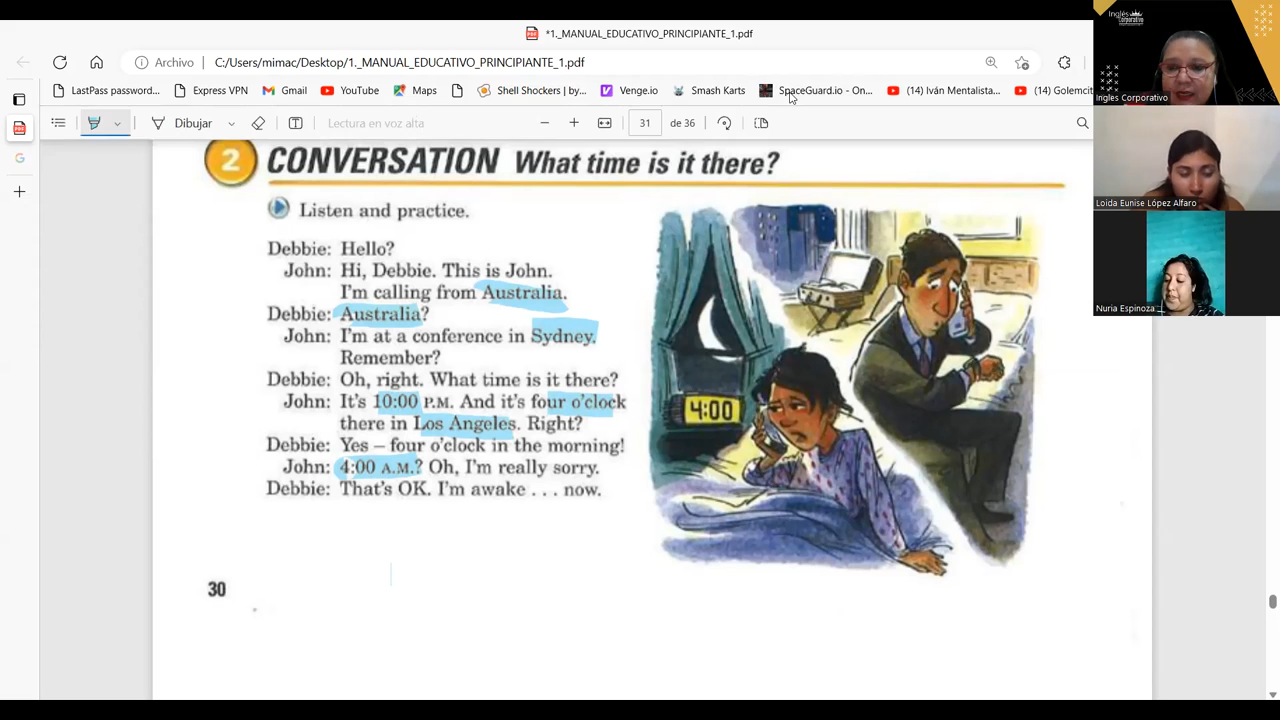 *1._MANUAL_EDUCATIVO_PRINCIPIANTE_1.pdf
Archivo C:/Users/mimac/Desktop/1._MANUAL_EDUCATIVO_PRINCIPIANTE_1.pdf
LastPass password... Express VPN Gmail YouTube Maps Shell Shockers | by... Venge.io Smash Karts SpaceGuard.io - On... (14) Iván Mentalista... (14) Golemcit
Dibujar Lectura en voz alta 31 de 36
Inglés Corporativo
Ingles Corporativo
Loida Eunise López Alfaro
Nuria Espinoza
2 CONVERSATION What time is it there?
Listen and practice.
Debbie: Hello?
John: Hi, Debbie. This is John.
I'm calling from Australia.
Debbie: Australia?
John: I'm at a conference in Sydney.
Remember?
Debbie: Oh, right. What time is it there?
John: It's 10:00 P.M. And it's four o'clock
there in Los Angeles. Right?
Debbie: Yes – four o'clock in the morning!
John: 4:00 A.M.? Oh, I'm really sorry.
Debbie: That's OK. I'm awake . . . now.
4:00
30